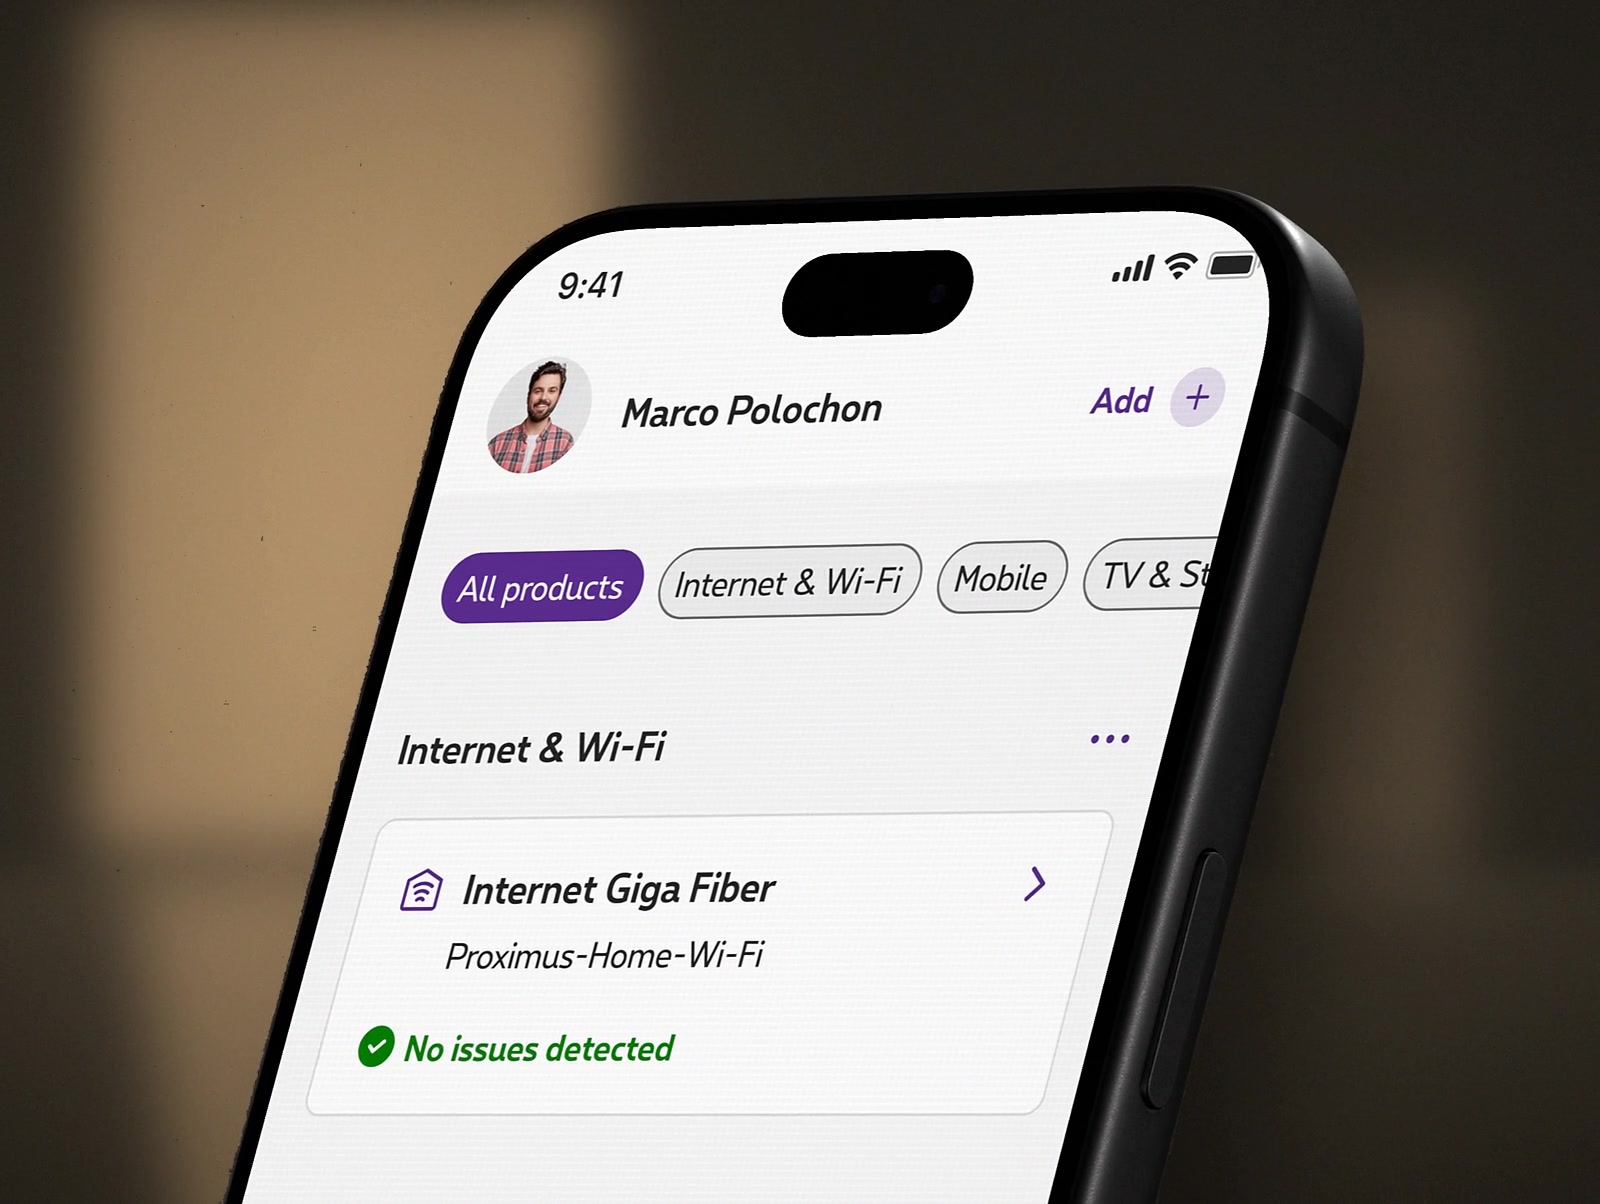 9:41
Marco Polochon
Add
All products
Internet & Wi-Fi
Mobile
TV & St
Internet & Wi-Fi
Internet Giga Fiber
Proximus-Home-Wi-Fi
No issues detected